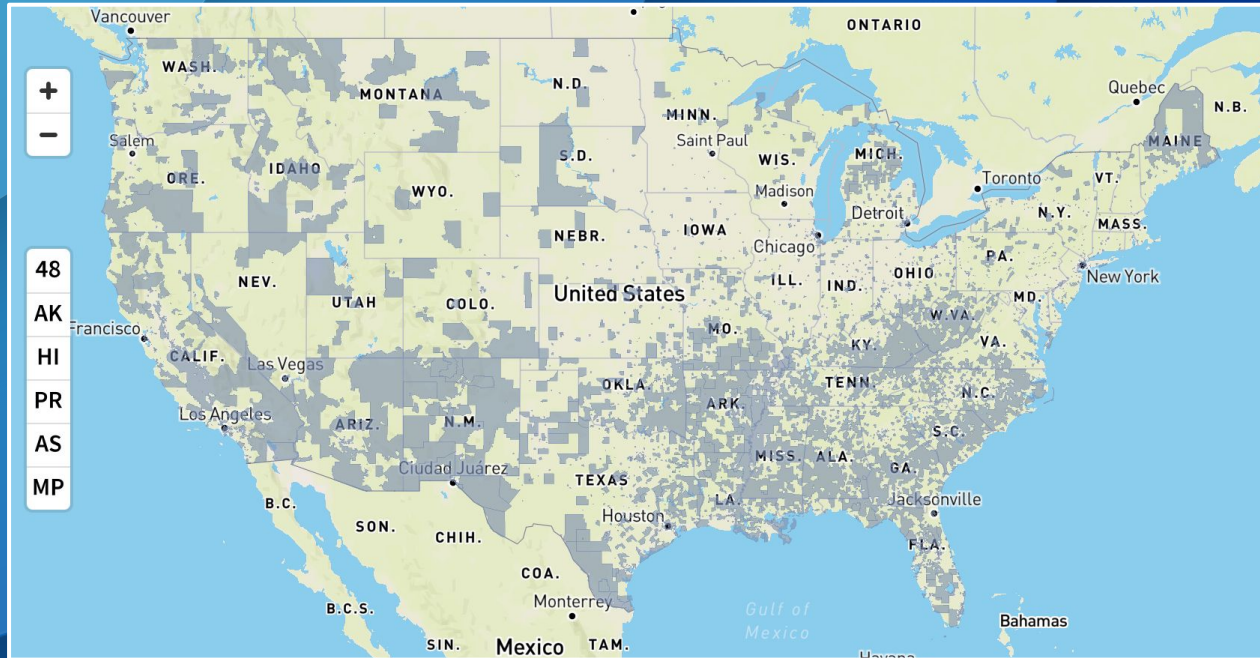 Vancouver
ONTARIO
WASH.
Quebec
N.B.
+
−
MONTANA
N.D.
MINN.
MAINE
Salem
Saint Paul
ORE.
IDAHO
S.D.
WIS.
MICH.
Toronto
VT.
WYO.
Madison
Detroit
N.Y.
MASS.
NEBR.
IOWA
Chicago
48
AK
HI
PR
AS
MP
NEV.
UTAH
COLO.
United States
ILL.
IND.
OHIO
PA.
New York
MD.
Francisco
CALIF.
Las Vegas
MO.
KY.
W.VA.
VA.
Los Angeles
ARIZ.
N.M.
OKLA.
ARK.
TENN.
N.C.
S.C.
Ciudad Juárez
TEXAS
MISS.
ALA.
GA.
B.C.
SON.
CHIH.
Houston
LA.
Jacksonville
FLA.
COA.
B.C.S.
Monterrey
Gulf of
Mexico
Bahamas
SIN.
Mexico
TAM.
Havana